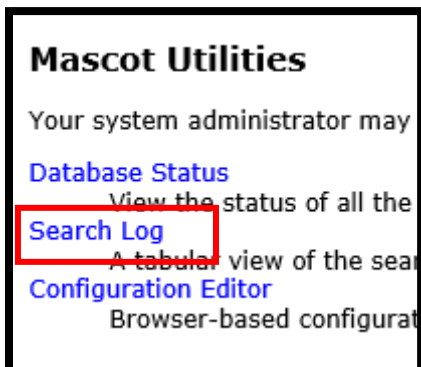 Mascot Utilities
Your system administrator may
Database Status
View the status of all the
Search Log
A tabular view of the sear
Configuration Editor
Browser-based configurat